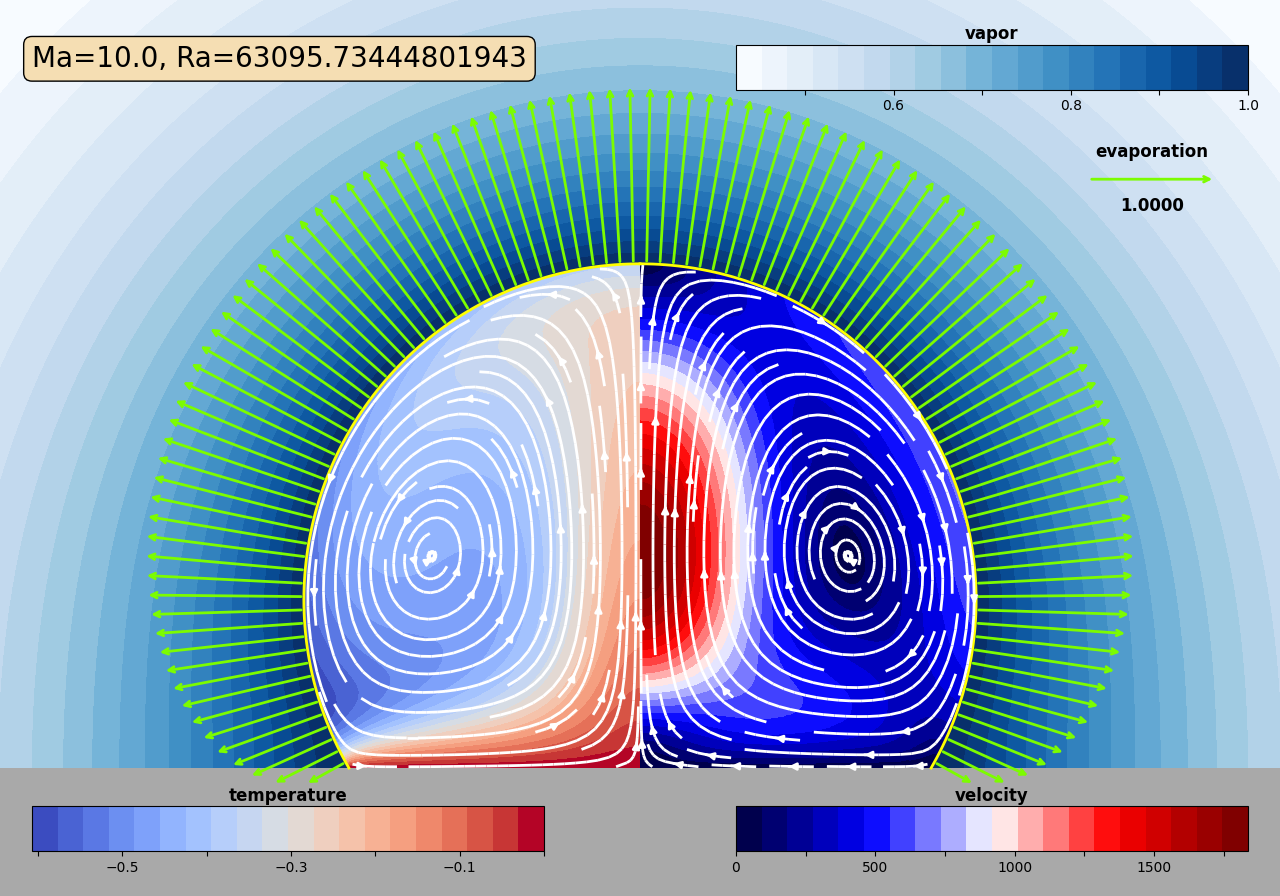 Ma=10.0, Ra=63095.73444801943
vapor
0.6 0.8 1.0
evaporation
1.0000
temperature
−0.5 −0.3 −0.1
velocity
0 500 1000 1500